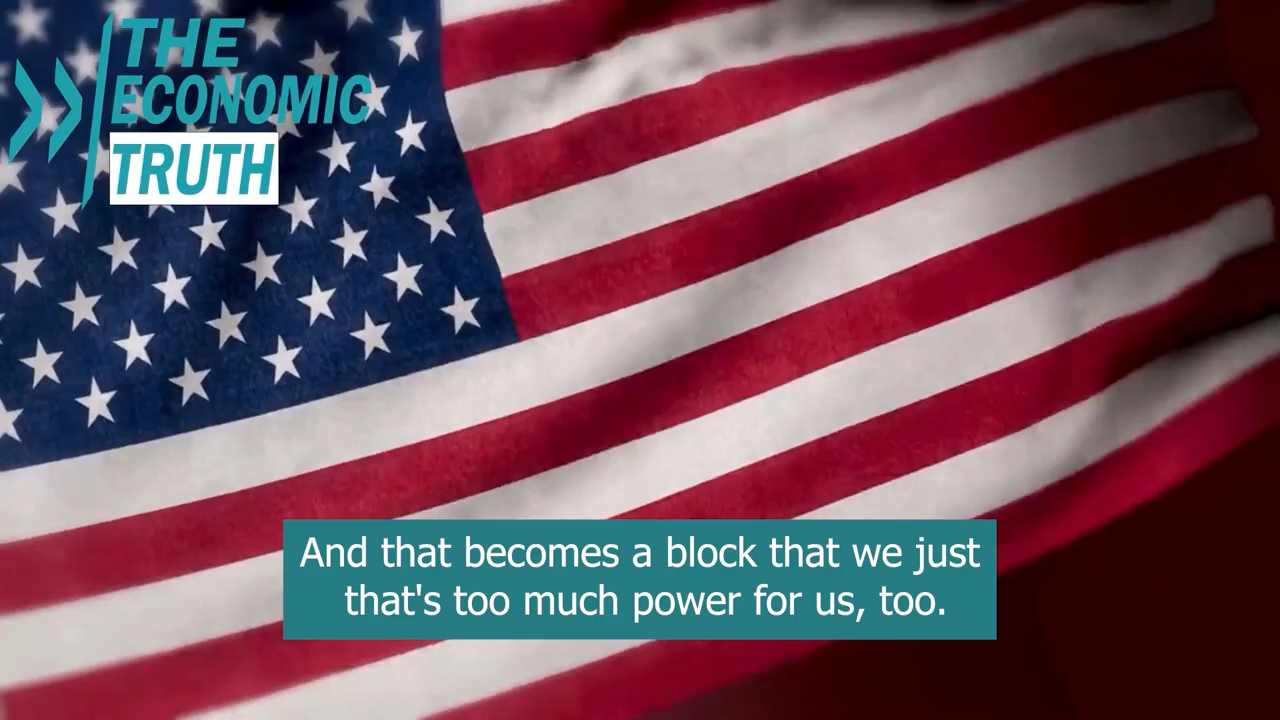 THE
ECONOMIC
TRUTH
And that becomes a block that we just
that's too much power for us, too.